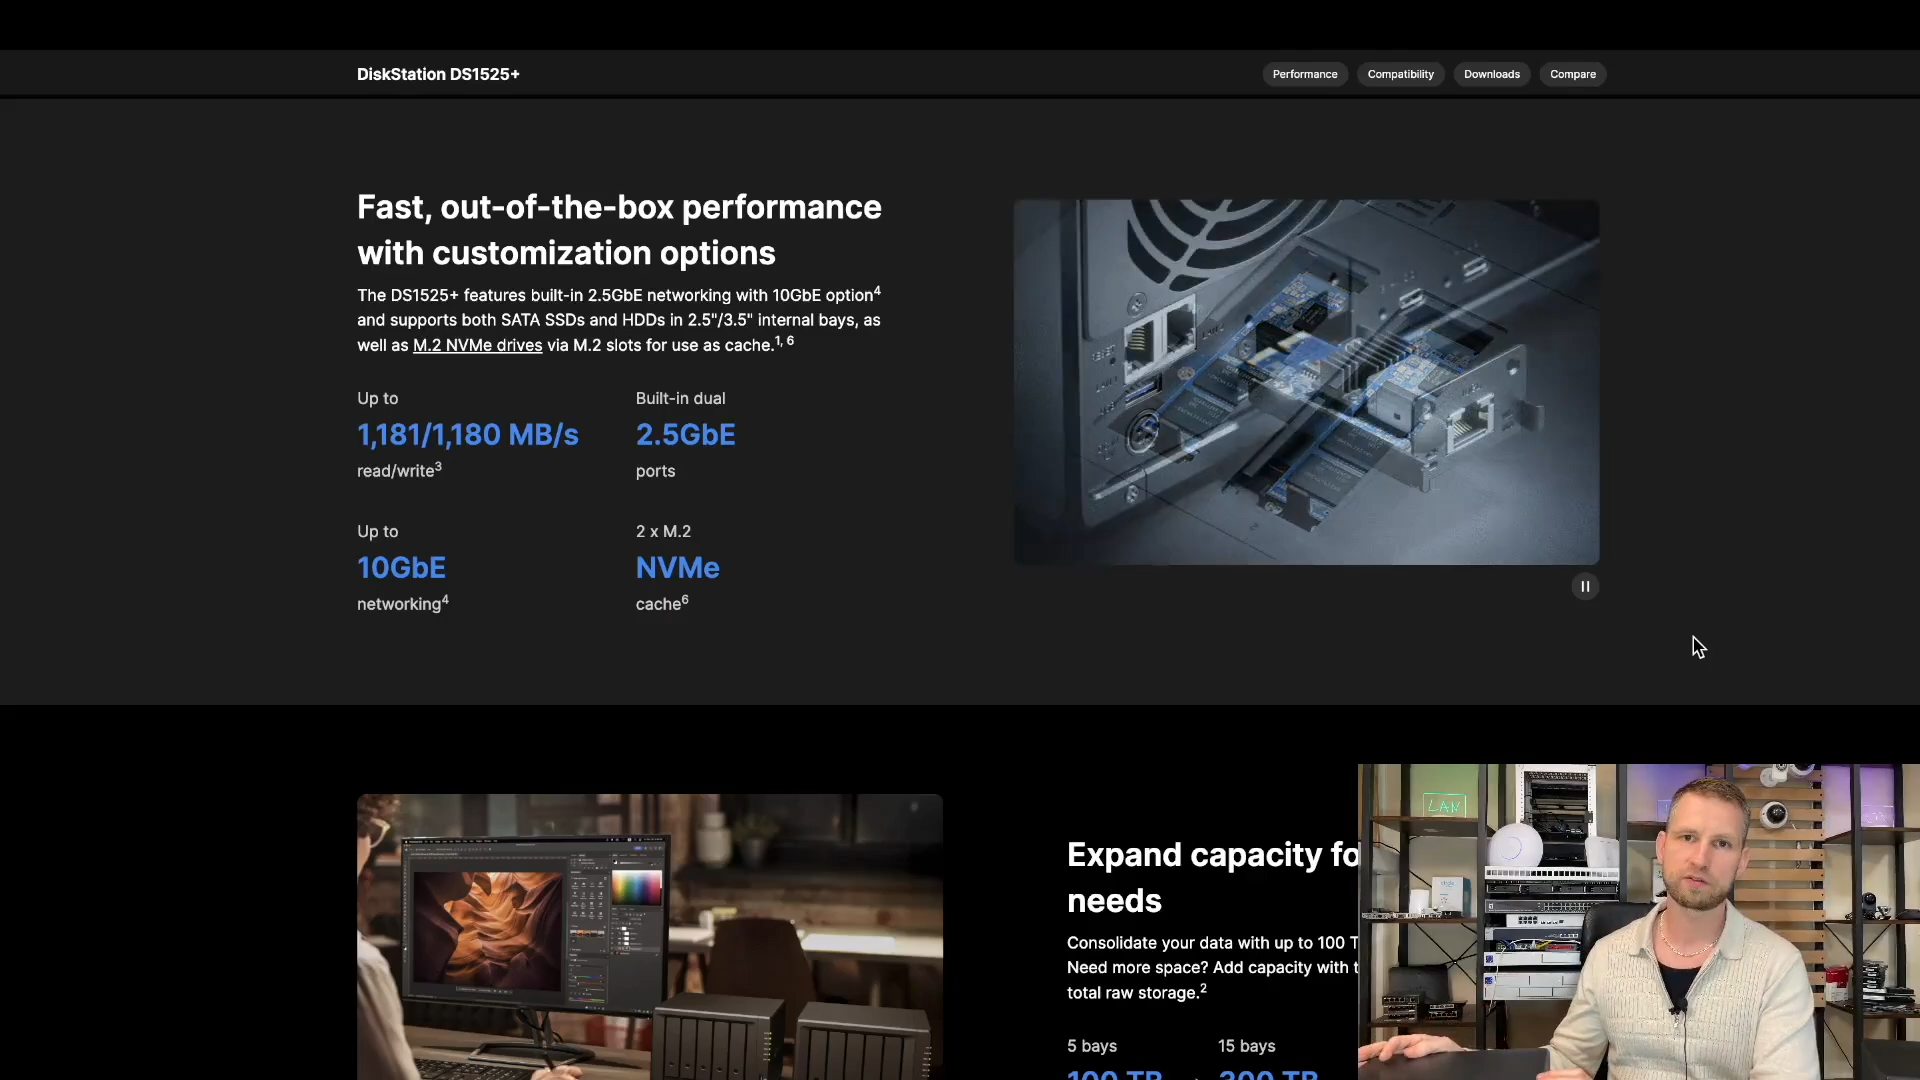 DiskStation DS1525+
Performance
Compatibility
Downloads
Compare
Fast, out-of-the-box performance
with customization options
The DS1525+ features built-in 2.5GbE networking with 10GbE option4
and supports both SATA SSDs and HDDs in 2.5"/3.5" internal bays, as
well as M.2 NVMe drives via M.2 slots for use as cache.1, 6
Up to
1,181/1,180 MB/s
read/write3
Built-in dual
2.5GbE
ports
Up to
10GbE
networking4
2 x M.2
NVMe
cache6
Expand capacity fo
needs
Consolidate your data with up to 100 T
Need more space? Add capacity with t
total raw storage.2
5 bays
100 TB
15 bays
300 TB
LAN